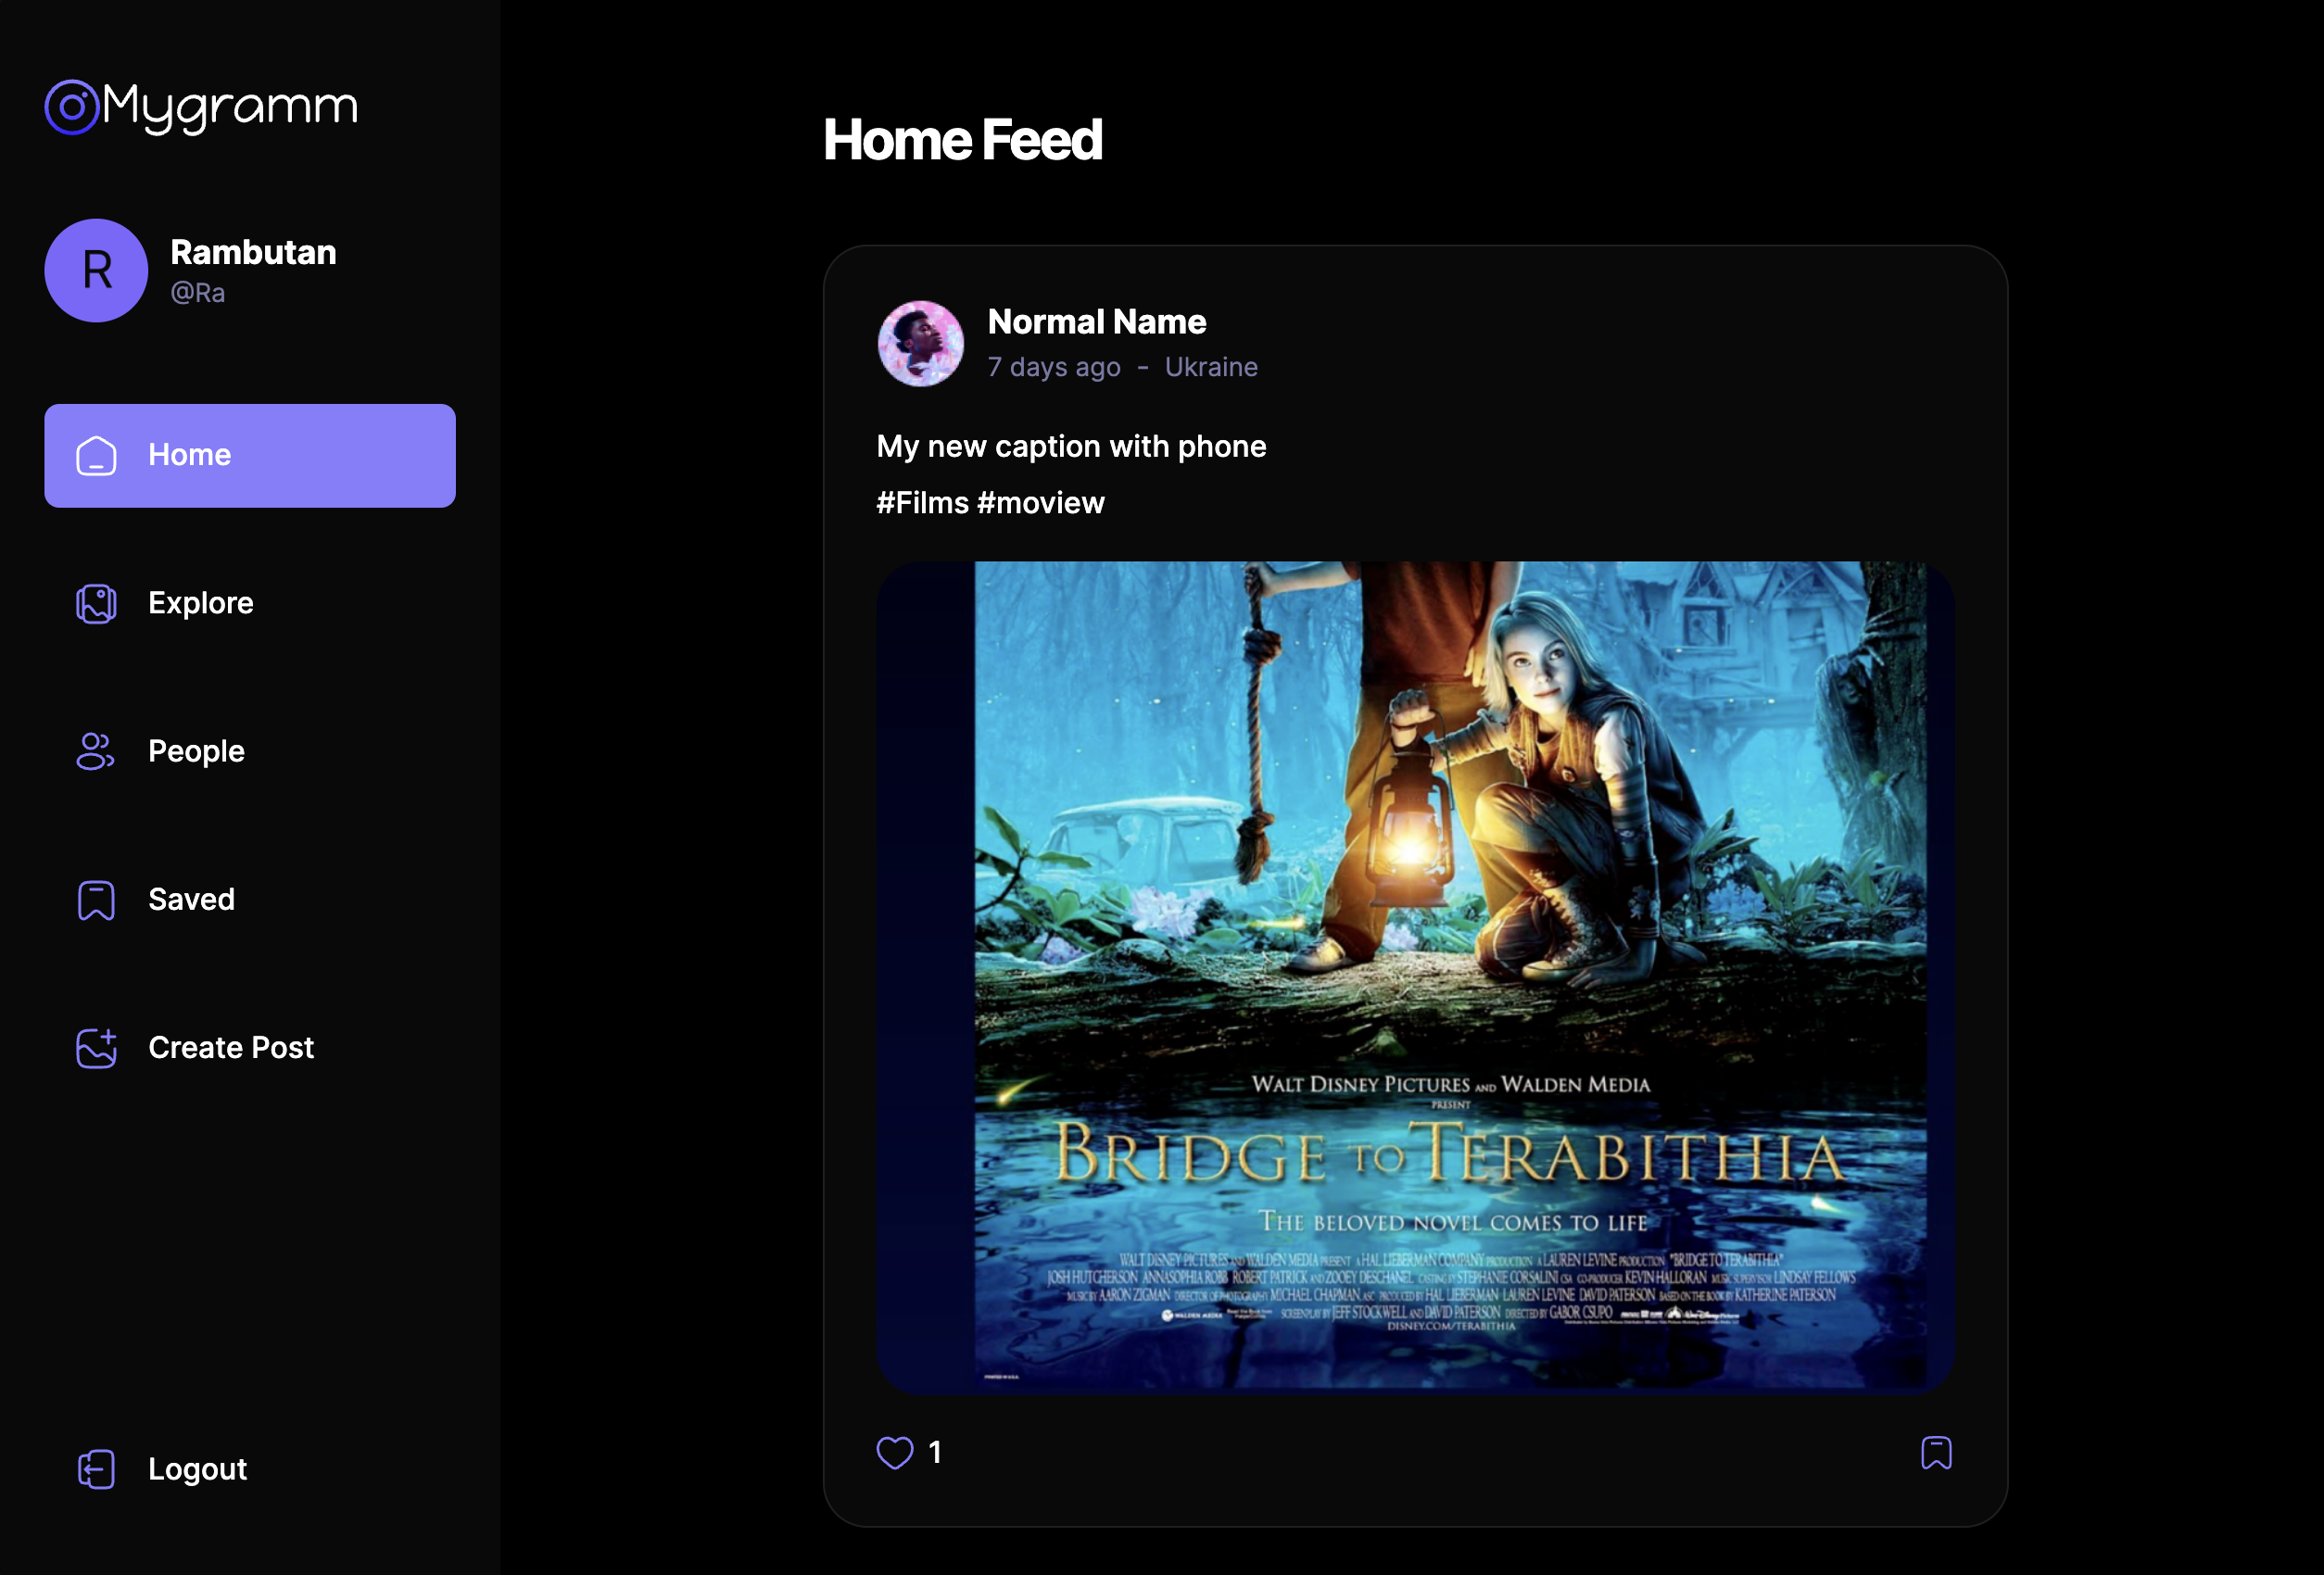 Mygramm
R
Rambutan
@Ra
Home
Explore
People
Saved
Create Post
Logout
Home Feed
Normal Name
7 days ago - Ukraine
My new caption with phone
#Films #moview
WALT DISNEY PICTURES AND WALDEN MEDIA
PRESENT
BRIDGE TO TERABITHIA
THE BELOVED NOVEL COMES TO LIFE
WALT DISNEY PICTURES AND WALDEN MEDIA PRESENT A HAL LIEBERMAN COMPANY PRODUCTION A LAUREN LEVINE PRODUCTION "BRIDGE TO TERABITHIA"
JOSH HUTCHERSON ANNASOPHIA ROBB ROBERT PATRICK AND ZOOEY DESCHANEL CASTING BY STEPHANIE CORSALINI CSA CO-PRODUCER KEVIN HALLORAN MUSIC SUPERVISOR LINDSAY FELLOWS
MUSIC BY AARON ZIGMAN DIRECTOR OF PHOTOGRAPHY MICHAEL CHAPMAN ASC PRODUCED BY HAL LIEBERMAN LAUREN LEVINE DAVID PATERSON BASED ON THE BOOK BY KATHERINE PATERSON
WALDEN MEDIA SCREENPLAY BY JEFF STOCKWELL AND DAVID PATERSON DIRECTED BY GABOR CSUPO
DISNEY.COM/TERABITHIA
PRINTED IN U.S.A.
1